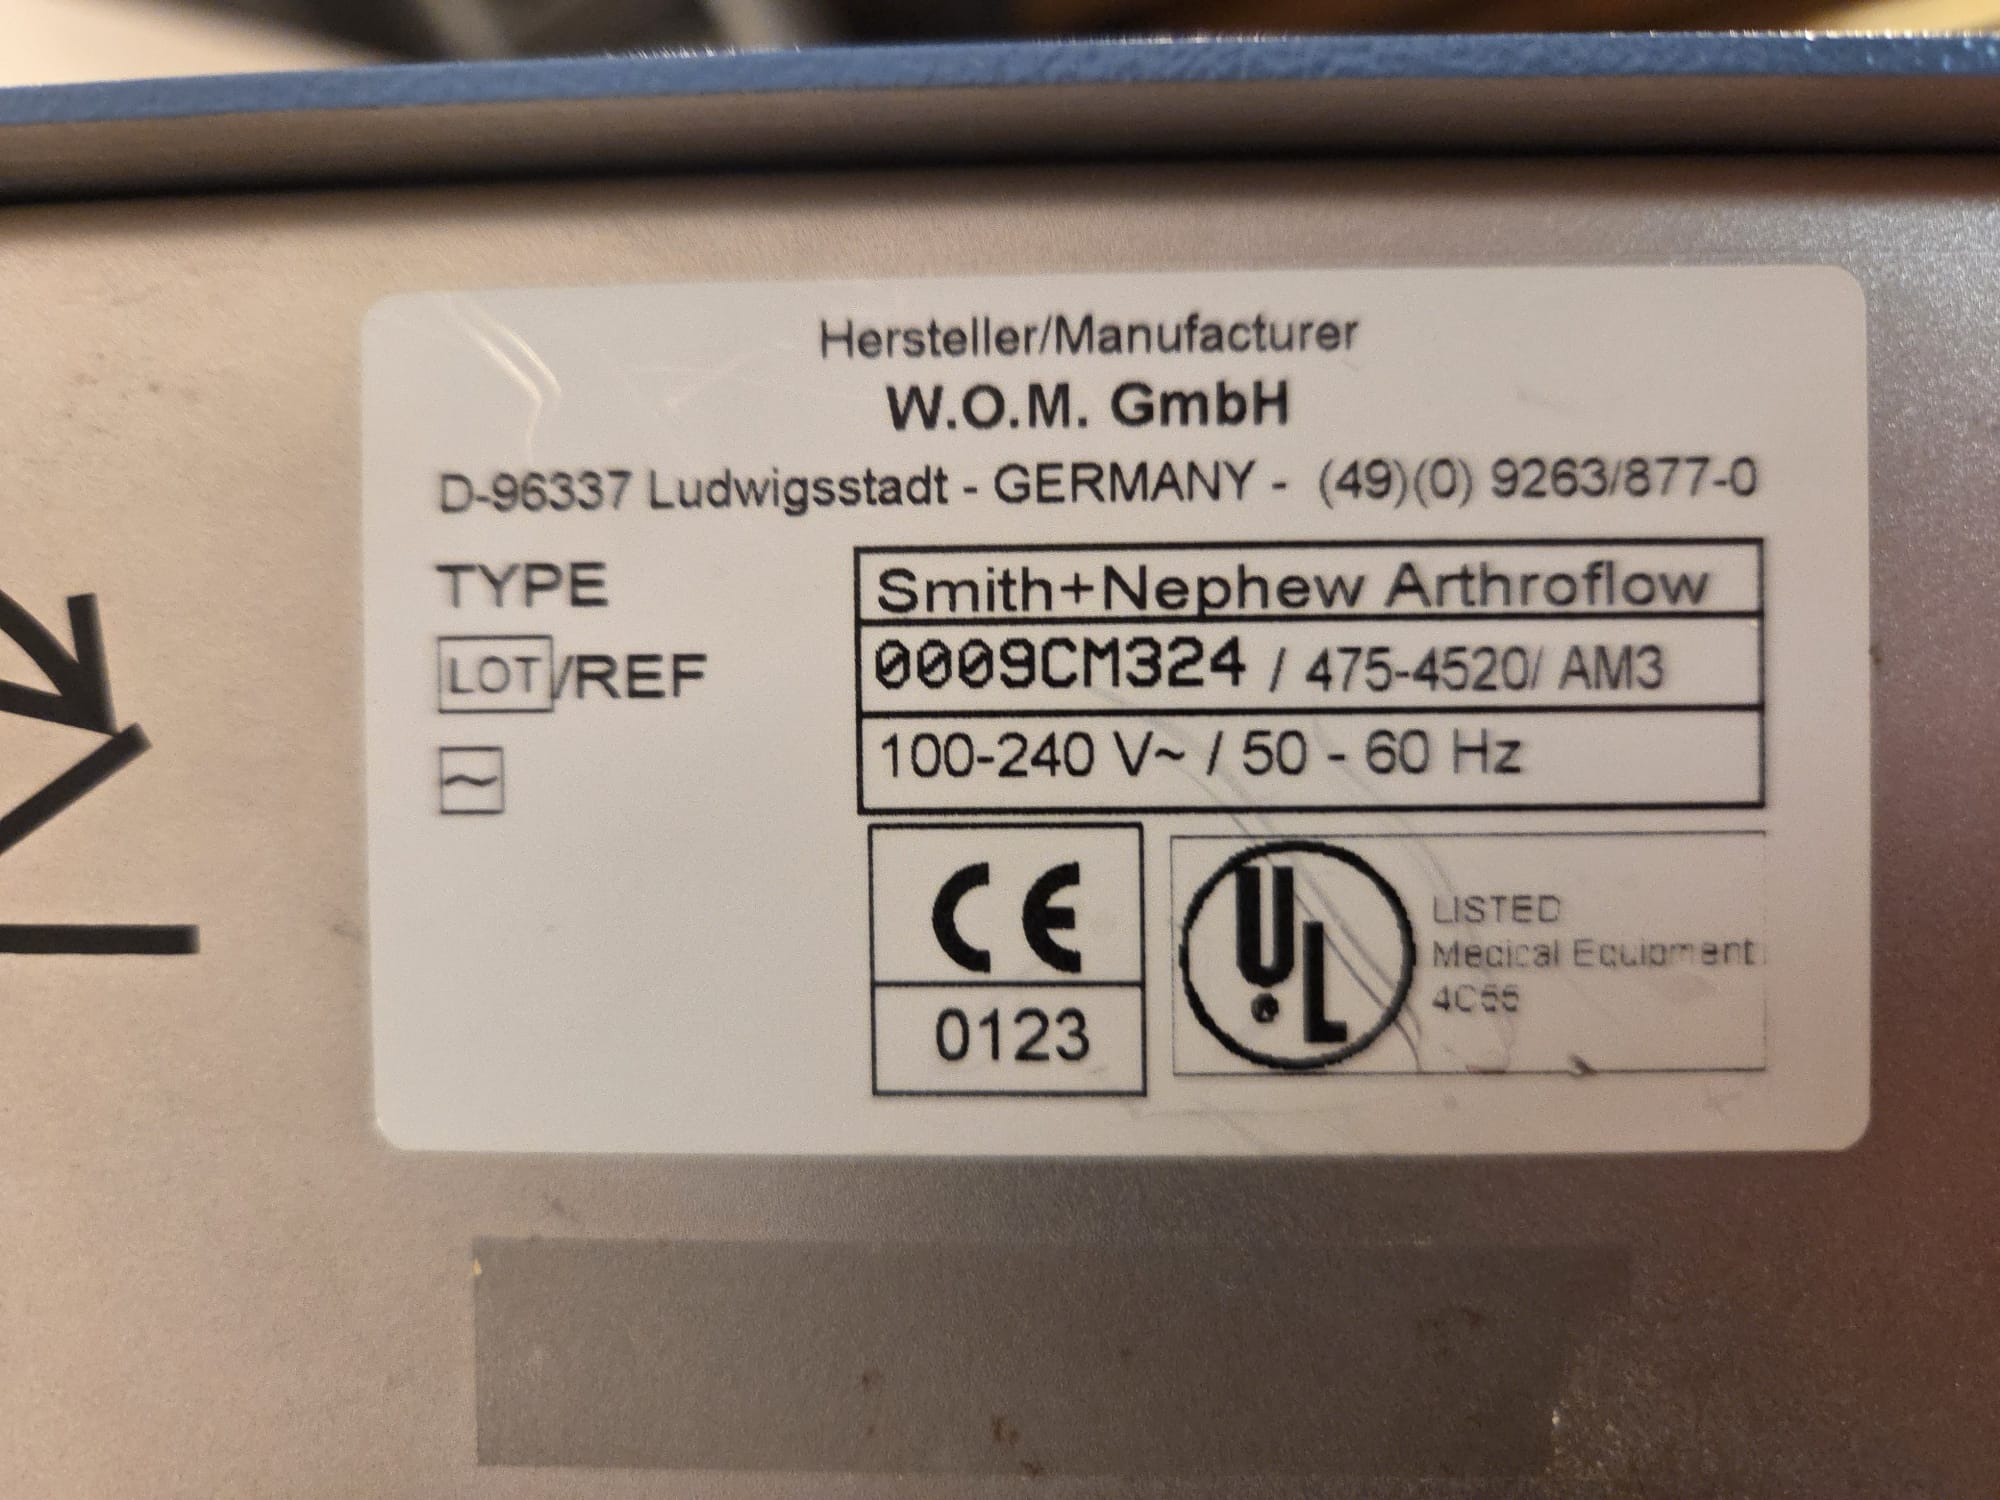 Hersteller/Manufacturer
W.O.M. GmbH
D-96337 Ludwigsstadt - GERMANY - (49)(0) 9263/877-0
TYPE Smith+Nephew Arthroflow
LOT/REF 0009CM324 / 475-4520/ AM3
~ 100-240 V~ / 50 - 60 Hz
CE
0123
UL
LISTED
Medical Equipment